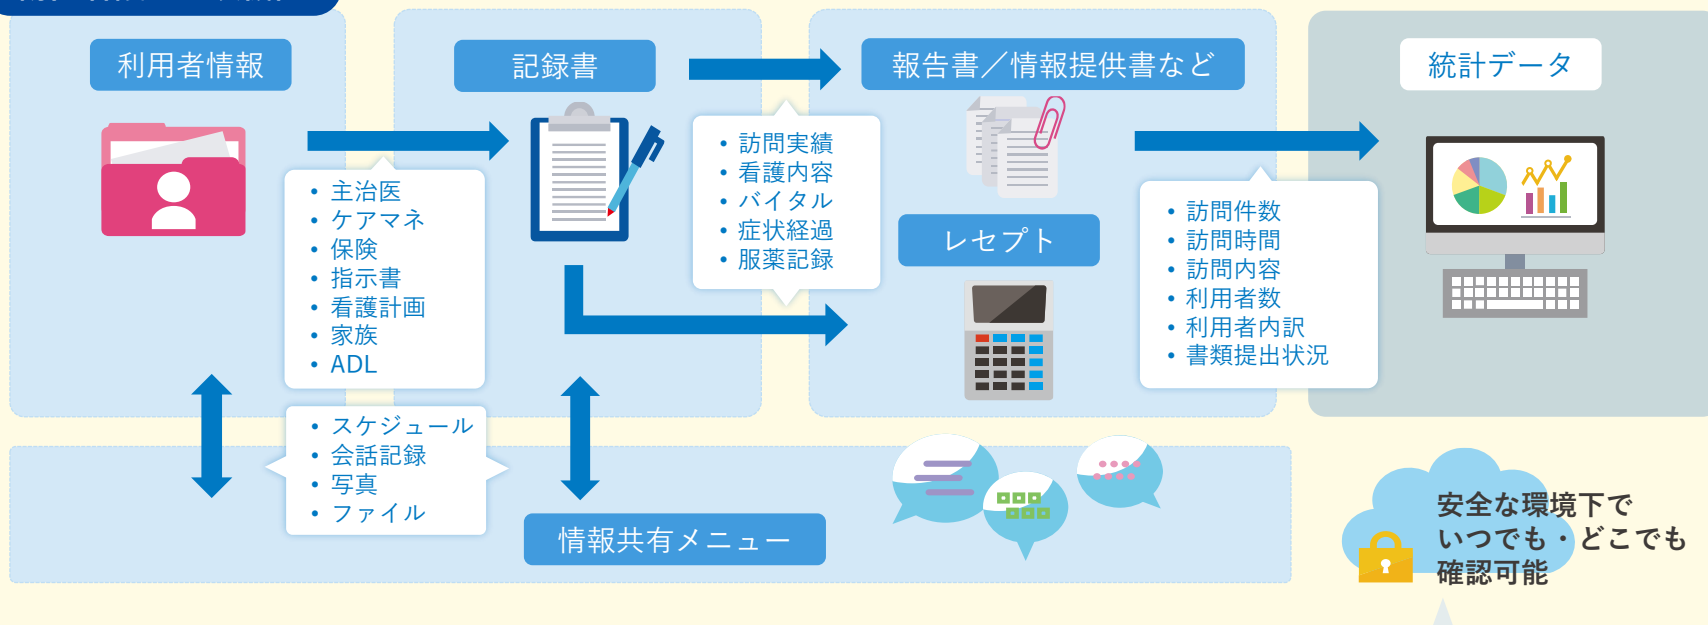 利用者情報
記録書
報告書／情報提供書など
統計データ
• 主治医
• ケアマネ
• 保険
• 指示書
• 看護計画
• 家族
• ADL
• 訪問実績
• 看護内容
• バイタル
• 症状経過
• 服薬記録
レセプト
• 訪問件数
• 訪問時間
• 訪問内容
• 利用者数
• 利用者内訳
• 書類提出状況
• スケジュール
• 会話記録
• 写真
• ファイル
情報共有メニュー
安全な環境下で
いつでも・どこでも
確認可能